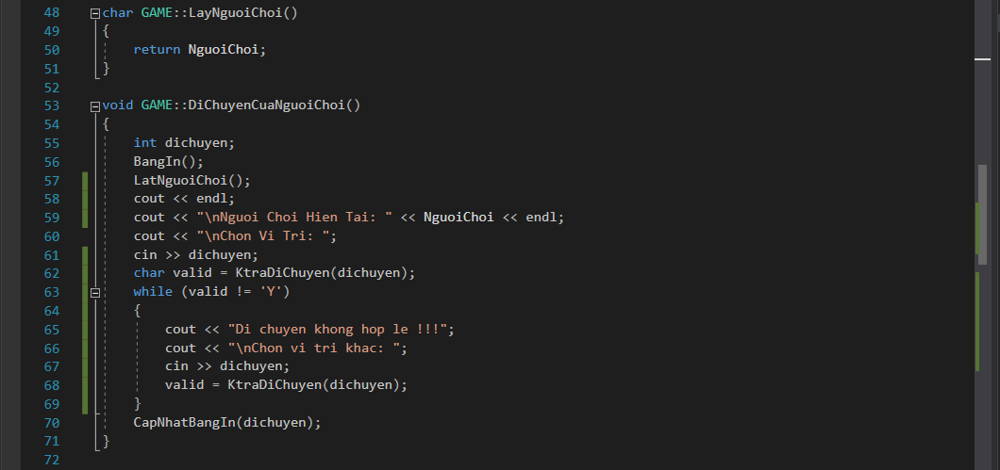 48 char GAME::LayNguoiChoi()
49 {
50 return NguoiChoi;
51 }
52
53 void GAME::DiChuyenCuaNguoiChoi()
54 {
55 int dichuyen;
56 BangIn();
57 LatNguoiChoi();
58 cout << endl;
59 cout << "\nNguoi Choi Hien Tai: " << NguoiChoi << endl;
60 cout << "\nChon Vi Tri: ";
61 cin >> dichuyen;
62 char valid = KtraDiChuyen(dichuyen);
63 while (valid != 'Y')
64 {
65 cout << "Di chuyen khong hop le !!!";
66 cout << "\nChon vi tri khac: ";
67 cin >> dichuyen;
68 valid = KtraDiChuyen(dichuyen);
69 }
70 CapNhatBangIn(dichuyen);
71 }
72